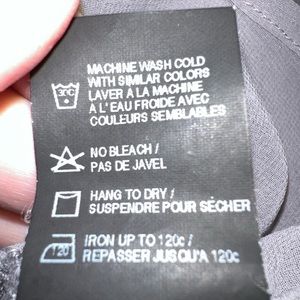 30C
MACHINE WASH COLD
WITH SIMILAR COLORS
LAVER A LA MACHINE
À L'EAU FROIDE AVEC
COULEURS SEMBLABLES
NO BLEACH /
PAS DE JAVEL
HANG TO DRY /
SUSPENDRE POUR SÉCHER
120
IRON UP TO 120c /
REPASSER JUSQU'A 120c